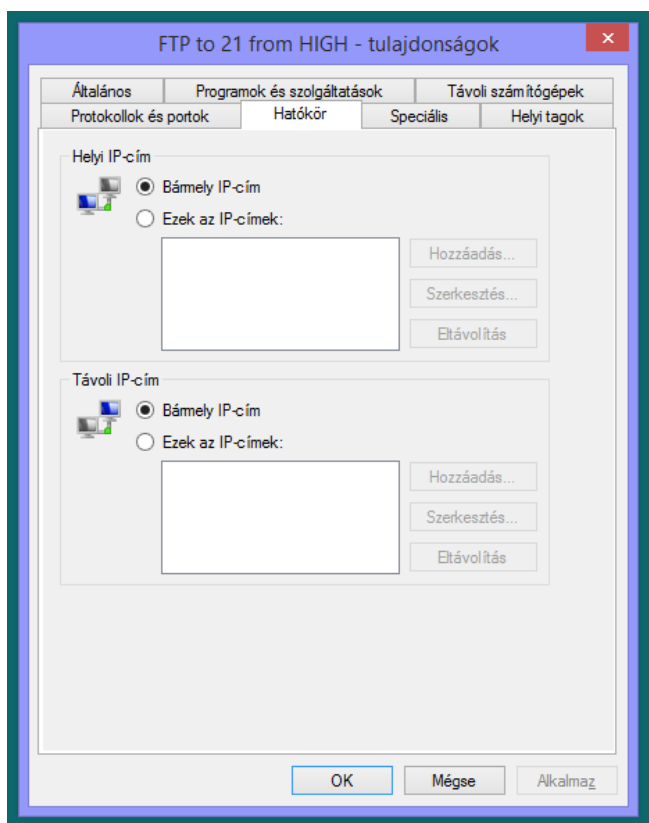 FTP to 21 from HIGH - tulajdonságok
Általános Programok és szolgáltatások Távoli számítógépek
Protokollok és portok Hatókör Speciális Helyi tagok
Helyi IP-cím
Bármely IP-cím
Ezek az IP-címek:
Hozzáadás...
Szerkesztés...
Eltávolítás
Távoli IP-cím
Bármely IP-cím
Ezek az IP-címek:
Hozzáadás...
Szerkesztés...
Eltávolítás
OK Mégse Alkalmaz